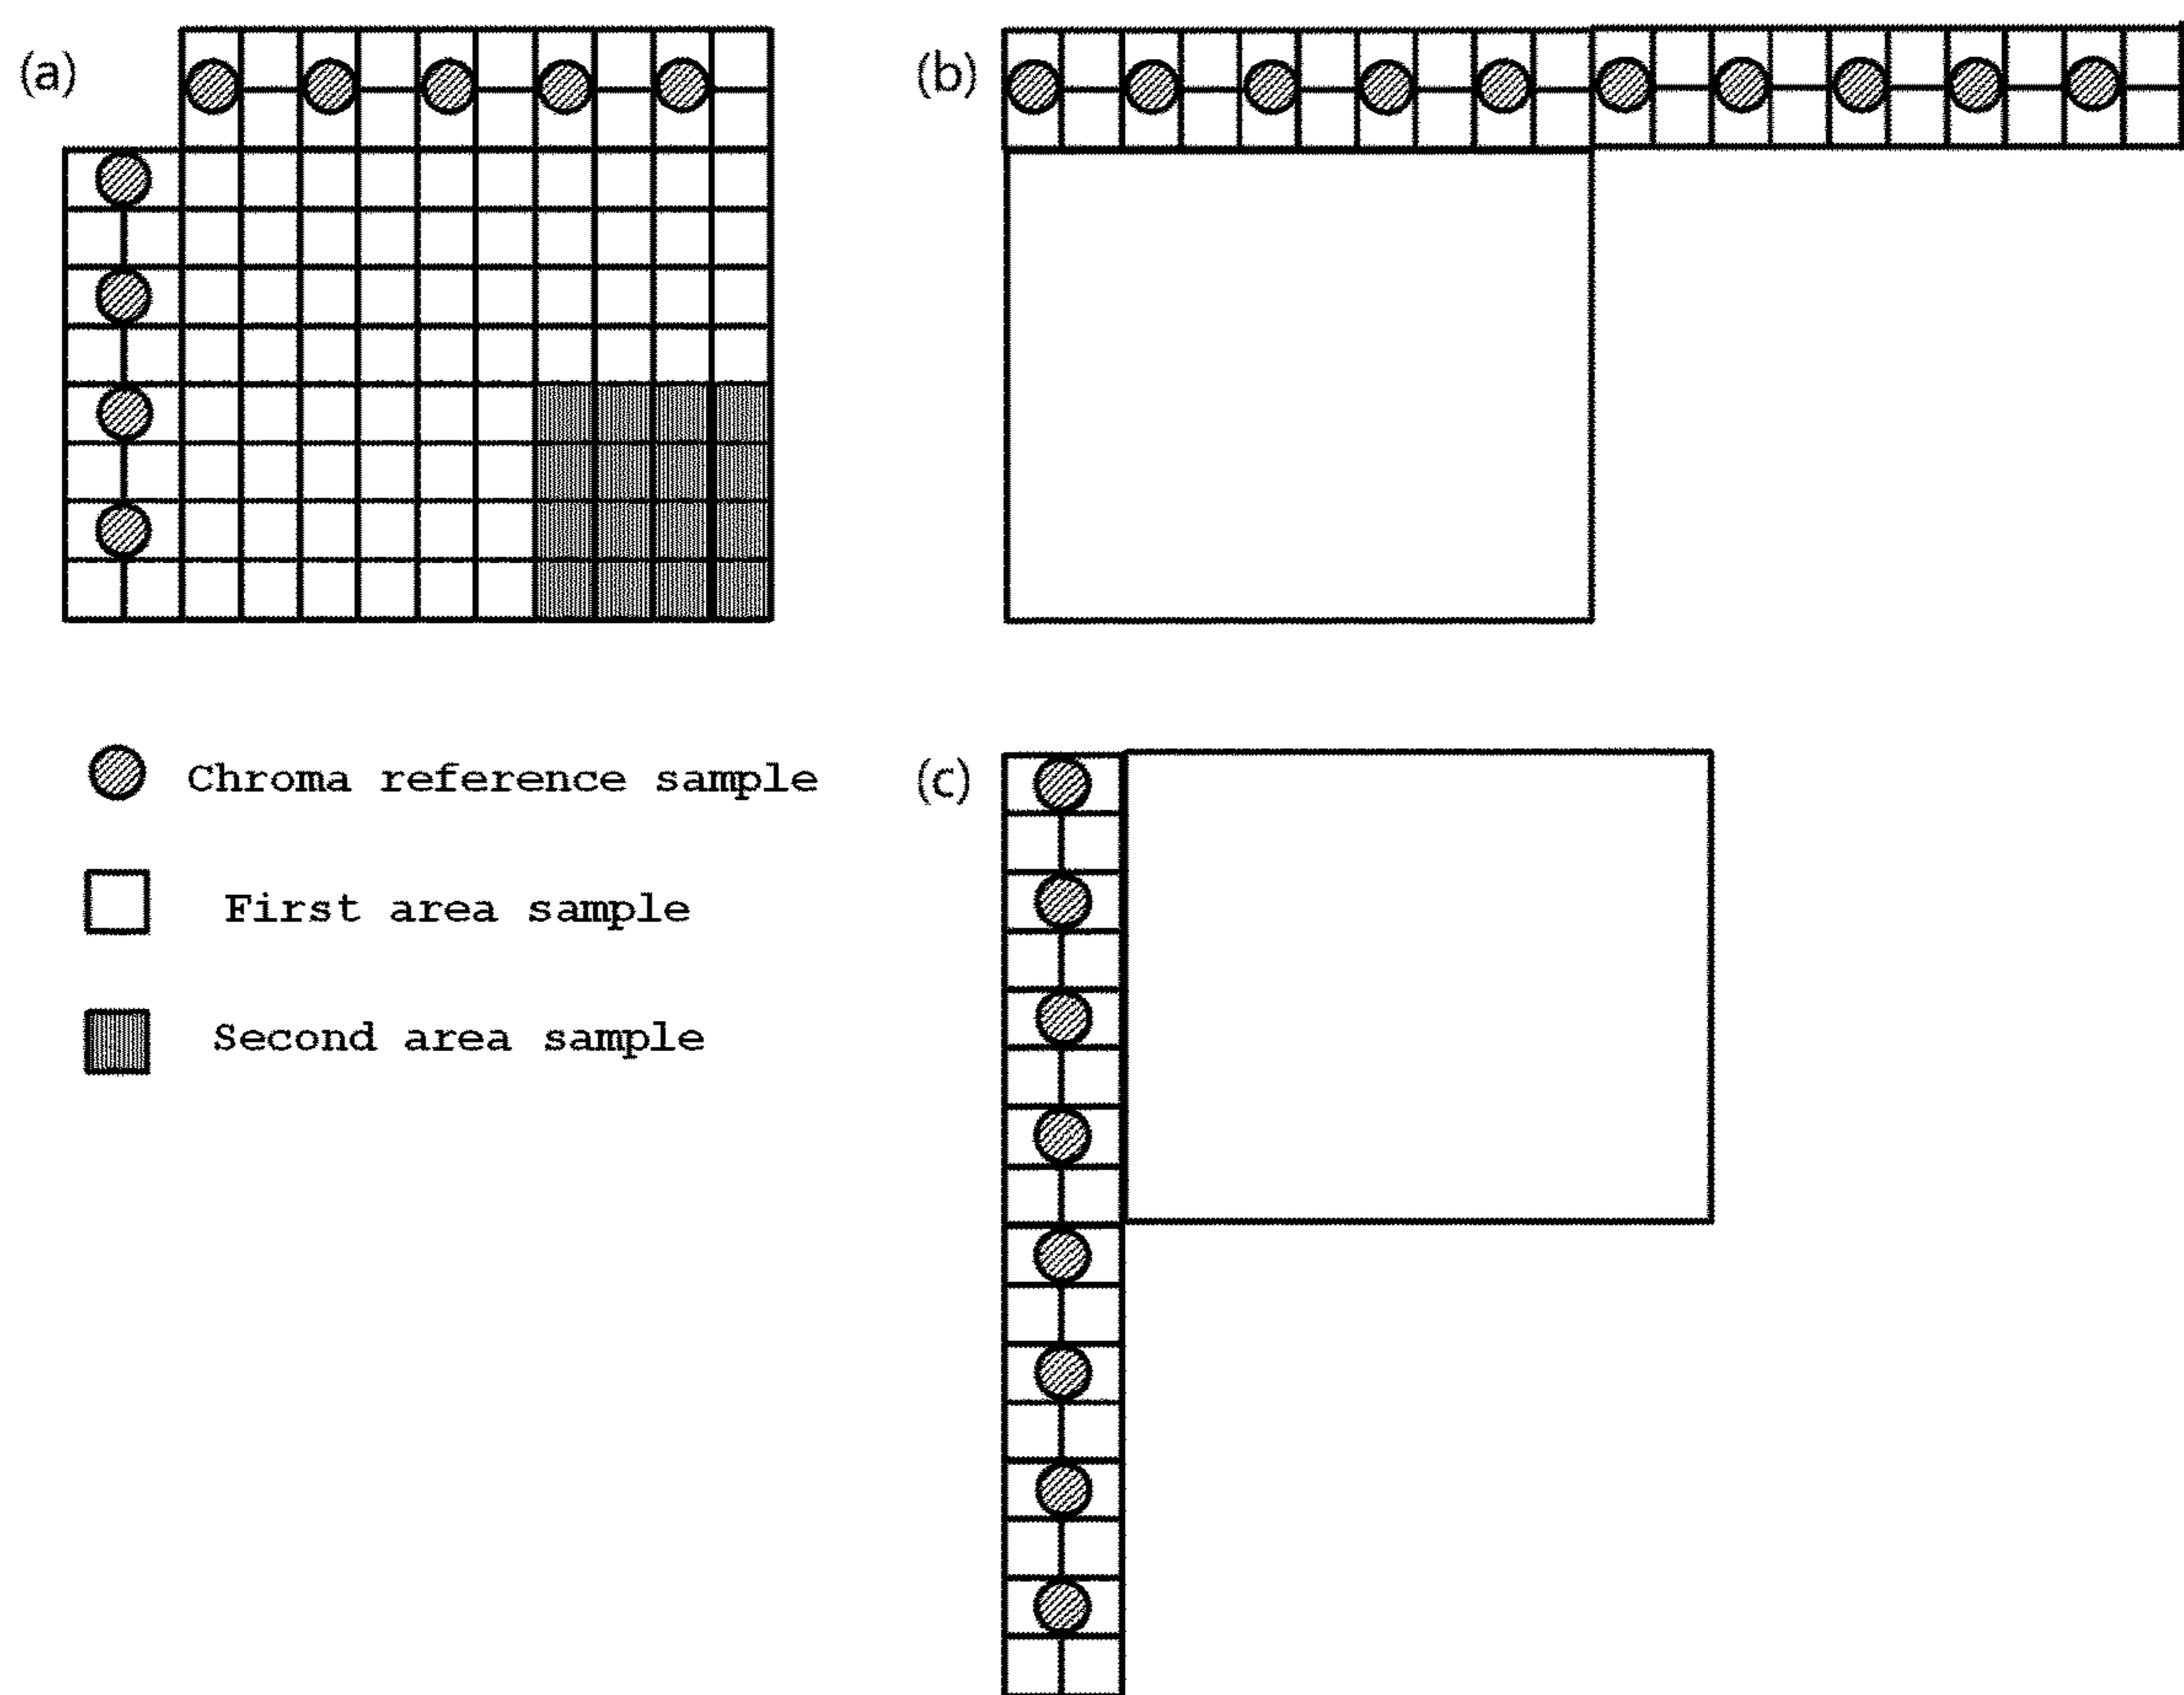 (a)
(b)
Chroma reference sample
First area sample
Second area sample
(c)